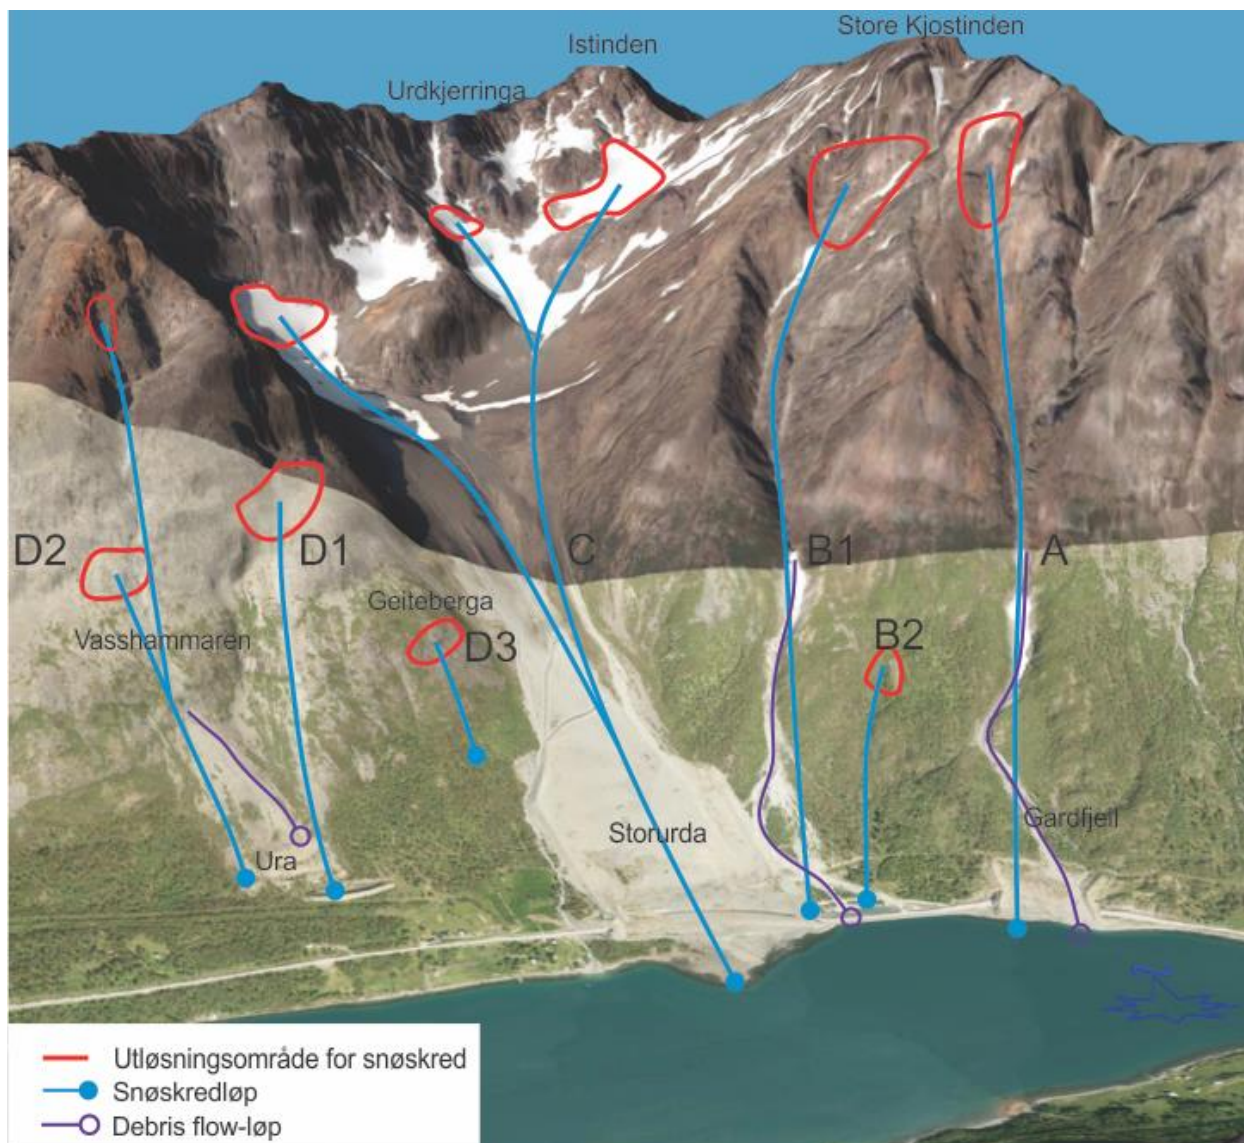 Store Kjostinden
Istinden
Urdkjerringa
D2
D1
C
B1
A
Geiteberga
Vasshammaren
D3
B2
Storurda
Gardfjell
Ura
Utløsningsområde for snøskred
Snøskredløp
Debris flow-løp